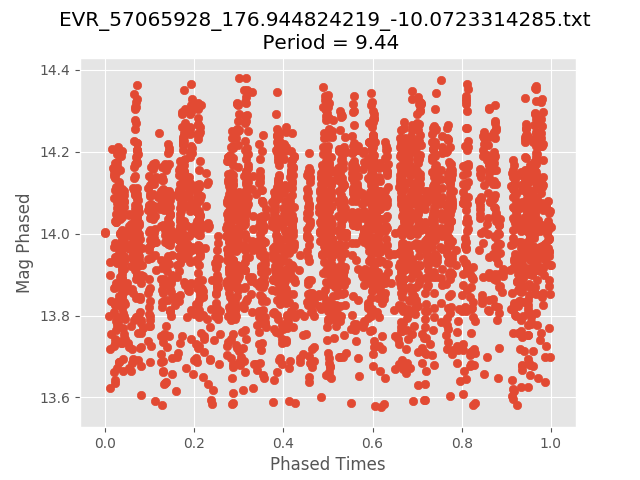 EVR_57065928_176.944824219_-10.0723314285.txt
Period = 9.44
14.4
14.2
14.0
13.8
13.6
Mag Phased
0.0 0.2 0.4 0.6 0.8 1.0
Phased Times